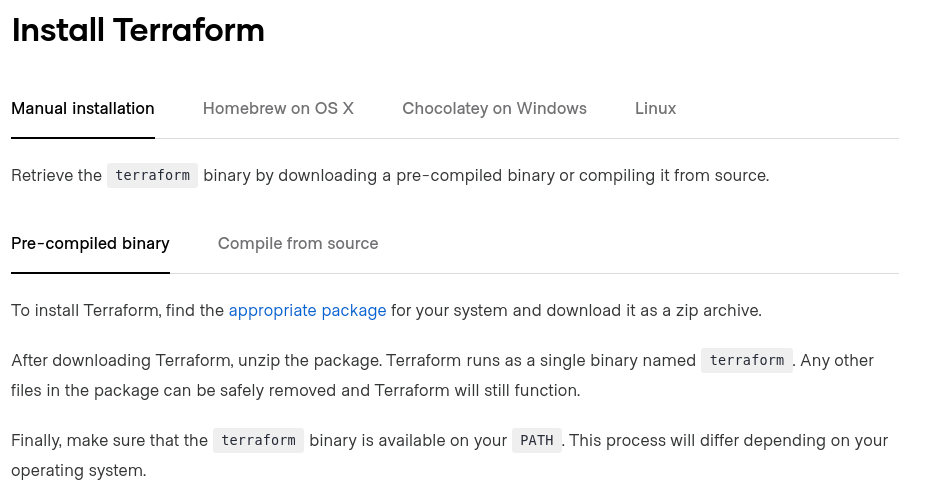 Install Terraform
Manual installation Homebrew on OS X Chocolatey on Windows Linux
Retrieve the terraform binary by downloading a pre-compiled binary or compiling it from source.
Pre-compiled binary Compile from source
To install Terraform, find the appropriate package for your system and download it as a zip archive.
After downloading Terraform, unzip the package. Terraform runs as a single binary named terraform. Any other
files in the package can be safely removed and Terraform will still function.
Finally, make sure that the terraform binary is available on your PATH. This process will differ depending on your
operating system.